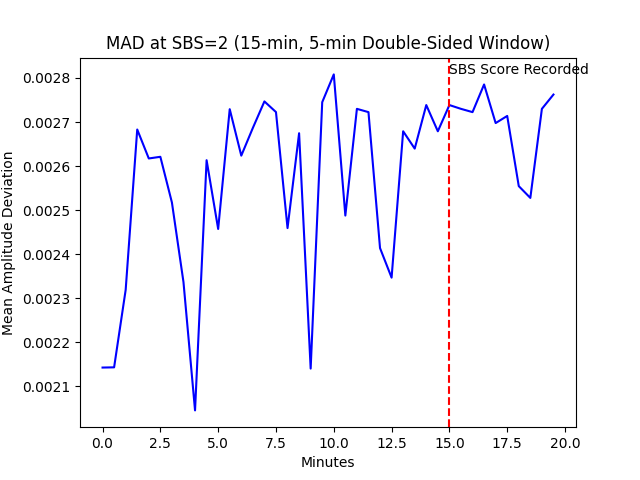 MAD at SBS=2 (15-min, 5-min Double-Sided Window)
SBS Score Recorded
0.0028
0.0027
0.0026
0.0025
0.0024
0.0023
0.0022
0.0021
Mean Amplitude Deviation
0.0 2.5 5.0 7.5 10.0 12.5 15.0 17.5 20.0
Minutes